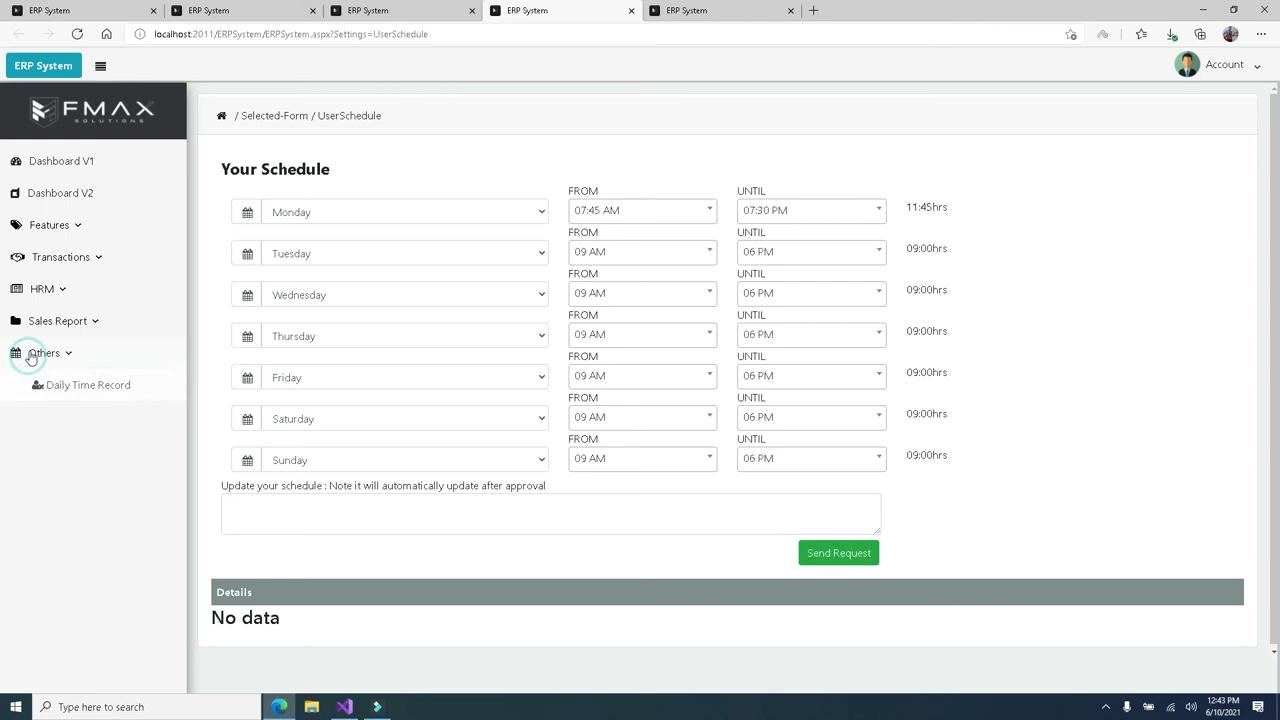 ERP System
ERP System
ERP System
ERP System
ERP System
localhost:2011/ERPSystem/ERPSystem.aspx?Settings=UserSchedule
ERP System
Account
FMAX
SOLUTIONS
Dashboard V1
Dashboard V2
Features
Transactions
HRM
Sales Report
Others
Daily Time Record
/ Selected-Form / UserSchedule
Your Schedule
FROM UNTIL
Monday 07:45 AM 07:30 PM 11:45hrs
FROM UNTIL
Tuesday 09 AM 06 PM 09:00hrs
FROM UNTIL
Wednesday 09 AM 06 PM 09:00hrs
FROM UNTIL
Thursday 09 AM 06 PM 09:00hrs
FROM UNTIL
Friday 09 AM 06 PM 09:00hrs
FROM UNTIL
Saturday 09 AM 06 PM 09:00hrs
FROM UNTIL
Sunday 09 AM 06 PM 09:00hrs
Update your schedule : Note it will automatically update after approval
Send Request
Details
No data
Type here to search
12:43 PM
6/10/2021